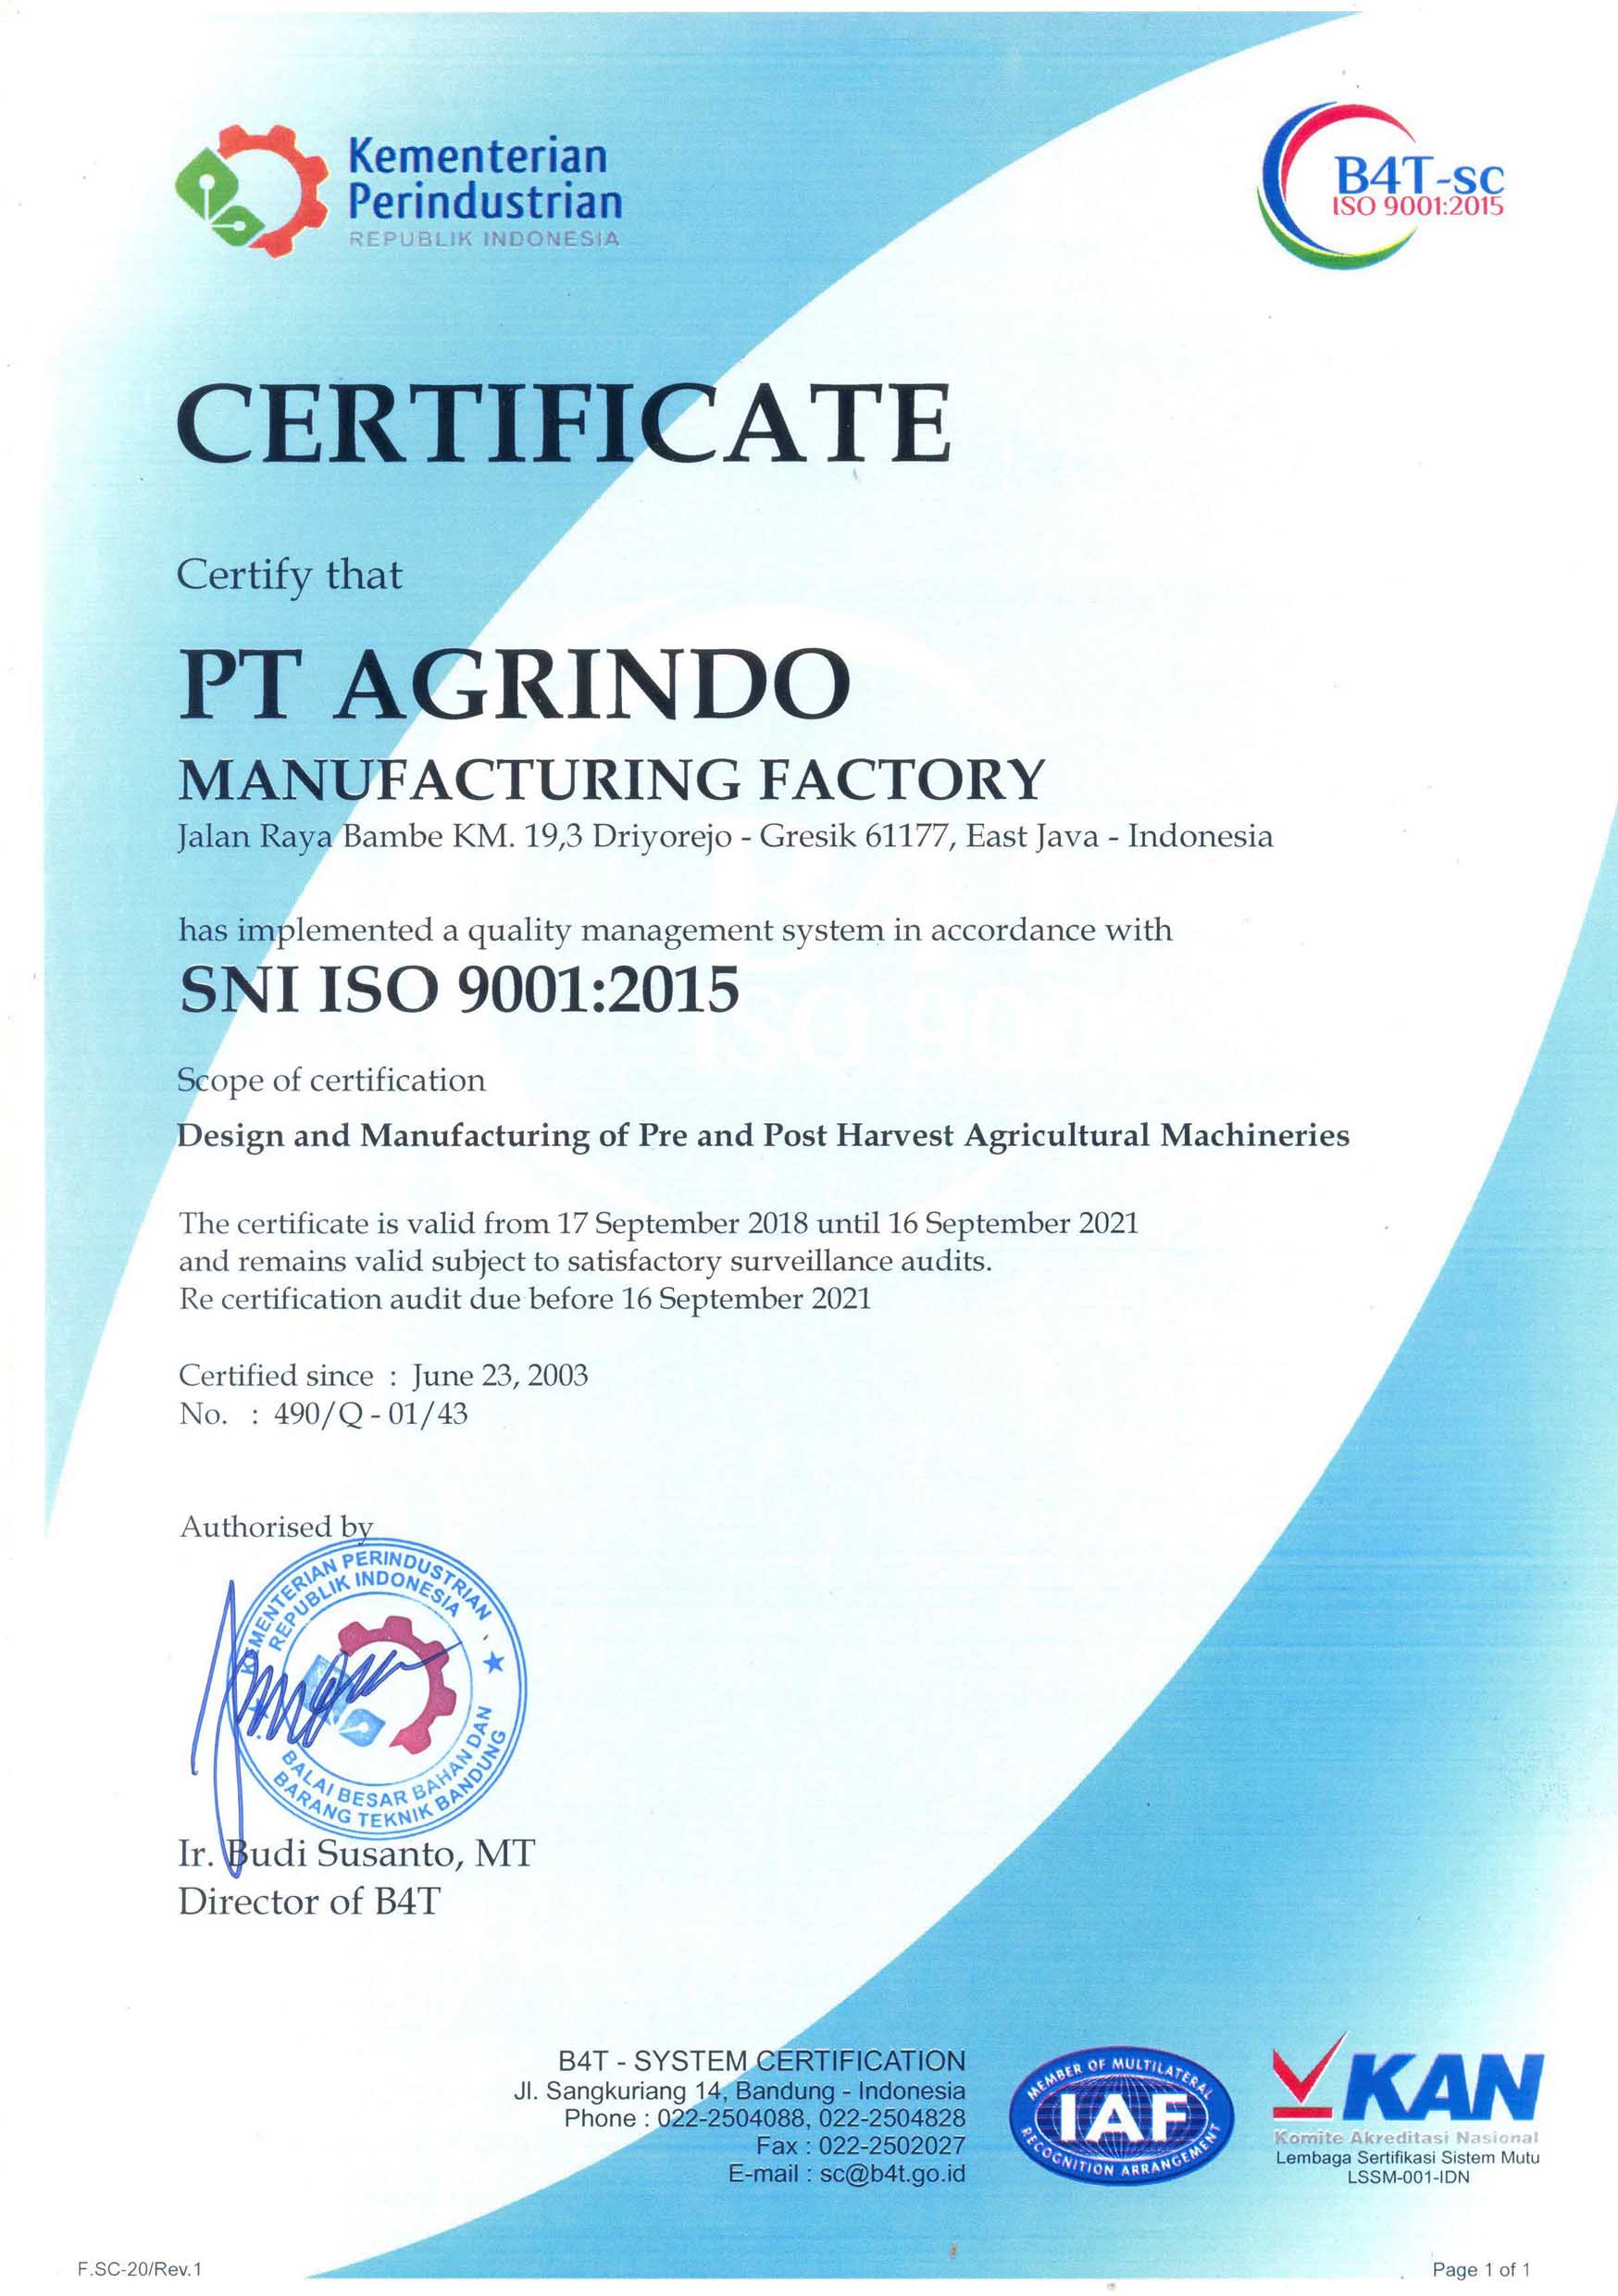 Kementerian
Perindustrian
REPUBLIK INDONESIA
B4T-sc
ISO 9001:2015
CERTIFICATE
Certify that
PT AGRINDO
MANUFACTURING FACTORY
Jalan Raya Bambe KM. 19,3 Driyorejo - Gresik 61177, East Java - Indonesia
has implemented a quality management system in accordance with
SNI ISO 9001:2015
Scope of certification
Design and Manufacturing of Pre and Post Harvest Agricultural Machineries
The certificate is valid from 17 September 2018 until 16 September 2021
and remains valid subject to satisfactory surveillance audits.
Re certification audit due before 16 September 2021
Certified since : June 23, 2003
No. : 490/Q - 01/43
Authorised by
KEMENTERIAN PERINDUSTRIAN
REPUBLIK INDONESIA
BALAI BESAR BAHAN DAN
BARANG TEKNIK BANDUNG
Ir. Budi Susanto, MT
Director of B4T
B4T - SYSTEM CERTIFICATION
Jl. Sangkuriang 14, Bandung - Indonesia
Phone : 022-2504088, 022-2504828
Fax : 022-2502027
E-mail : sc@b4t.go.id
MEMBER OF MULTILATERAL
IAF
RECOGNITION ARRANGEMENT
KAN
Komite Akreditasi Nasional
Lembaga Sertifikasi Sistem Mutu
LSSM-001-IDN
F.SC-20/Rev.1
Page 1 of 1